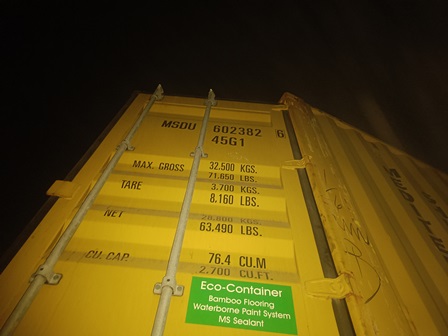 MSDU 602382 6
45G1
MAX. GROSS 32.500 KGS.
71.650 LBS.
TARE 3.700 KGS.
8.160 LBS.
NET 28.800 KGS.
63.490 LBS.
CU. CAP. 76.4 CU.M
2.700 CU.FT.
Eco-Container
Bamboo Flooring
Waterborne Paint System
MS Sealant